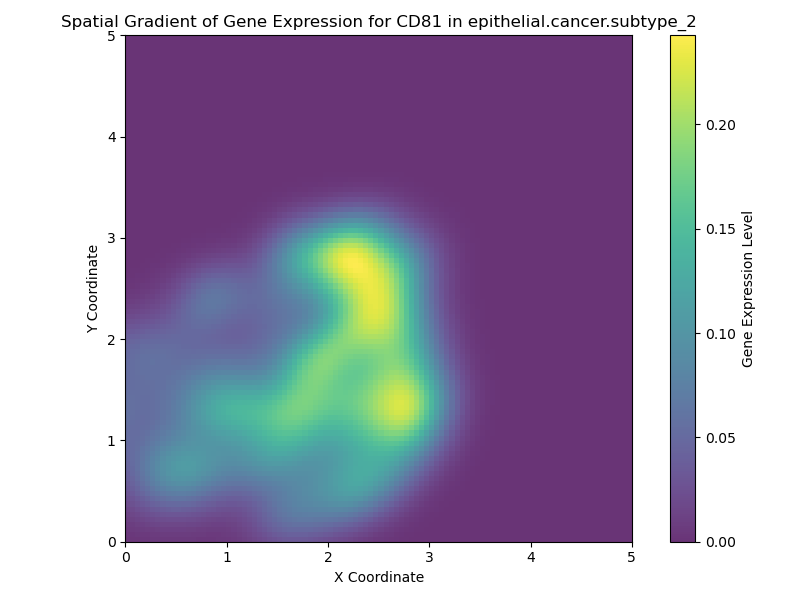 Spatial Gradient of Gene Expression for CD81 in epithelial.cancer.subtype_2
5
4
3
2
1
0
0 1 2 3 4 5
X Coordinate
Y Coordinate
0.20
0.15
0.10
0.05
0.00
Gene Expression Level